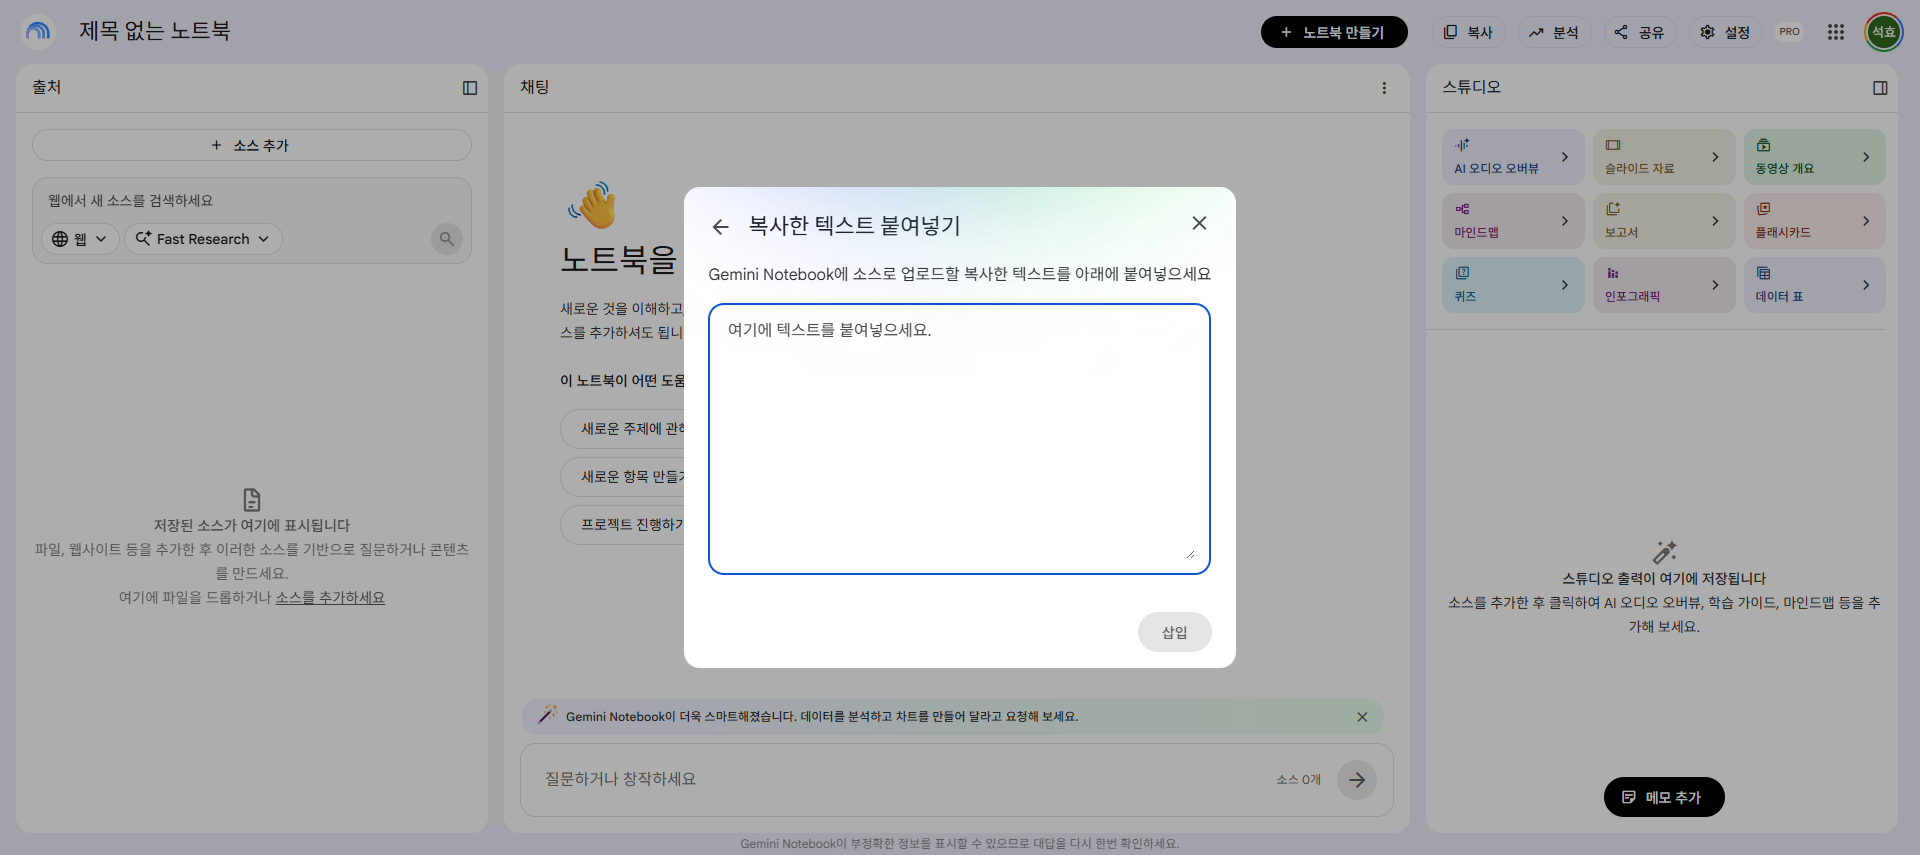 제목 없는 노트북
노트북 만들기
복사
분석
공유
설정
PRO
석효
출처
소스 추가
웹에서 새 소스를 검색하세요
웹
Fast Research
저장된 소스가 여기에 표시됩니다
파일, 웹사이트 등을 추가한 후 이러한 소스를 기반으로 질문하거나 콘텐츠
를 만드세요.
여기에 파일을 드롭하거나 소스를 추가하세요
채팅
노트북을
새로운 것을 이해하고
스를 추가하셔도 됩니
이 노트북이 어떤 도움
새로운 주제에 관
새로운 항목 만들
프로젝트 진행하기
복사한 텍스트 붙여넣기
Gemini Notebook에 소스로 업로드할 복사한 텍스트를 아래에 붙여넣으세요
여기에 텍스트를 붙여넣으세요.
삽입
Gemini Notebook이 더욱 스마트해졌습니다. 데이터를 분석하고 차트를 만들어 달라고 요청해 보세요.
질문하거나 창작하세요
소스 0개
스튜디오
AI 오디오 오버뷰
슬라이드 자료
동영상 개요
마인드맵
보고서
플래시카드
퀴즈
인포그래픽
데이터 표
스튜디오 출력이 여기에 저장됩니다
소스를 추가한 후 클릭하여 AI 오디오 오버뷰, 학습 가이드, 마인드맵 등을 추
가해 보세요.
메모 추가
Gemini Notebook이 부정확한 정보를 표시할 수 있으므로 대답을 다시 한번 확인하세요.